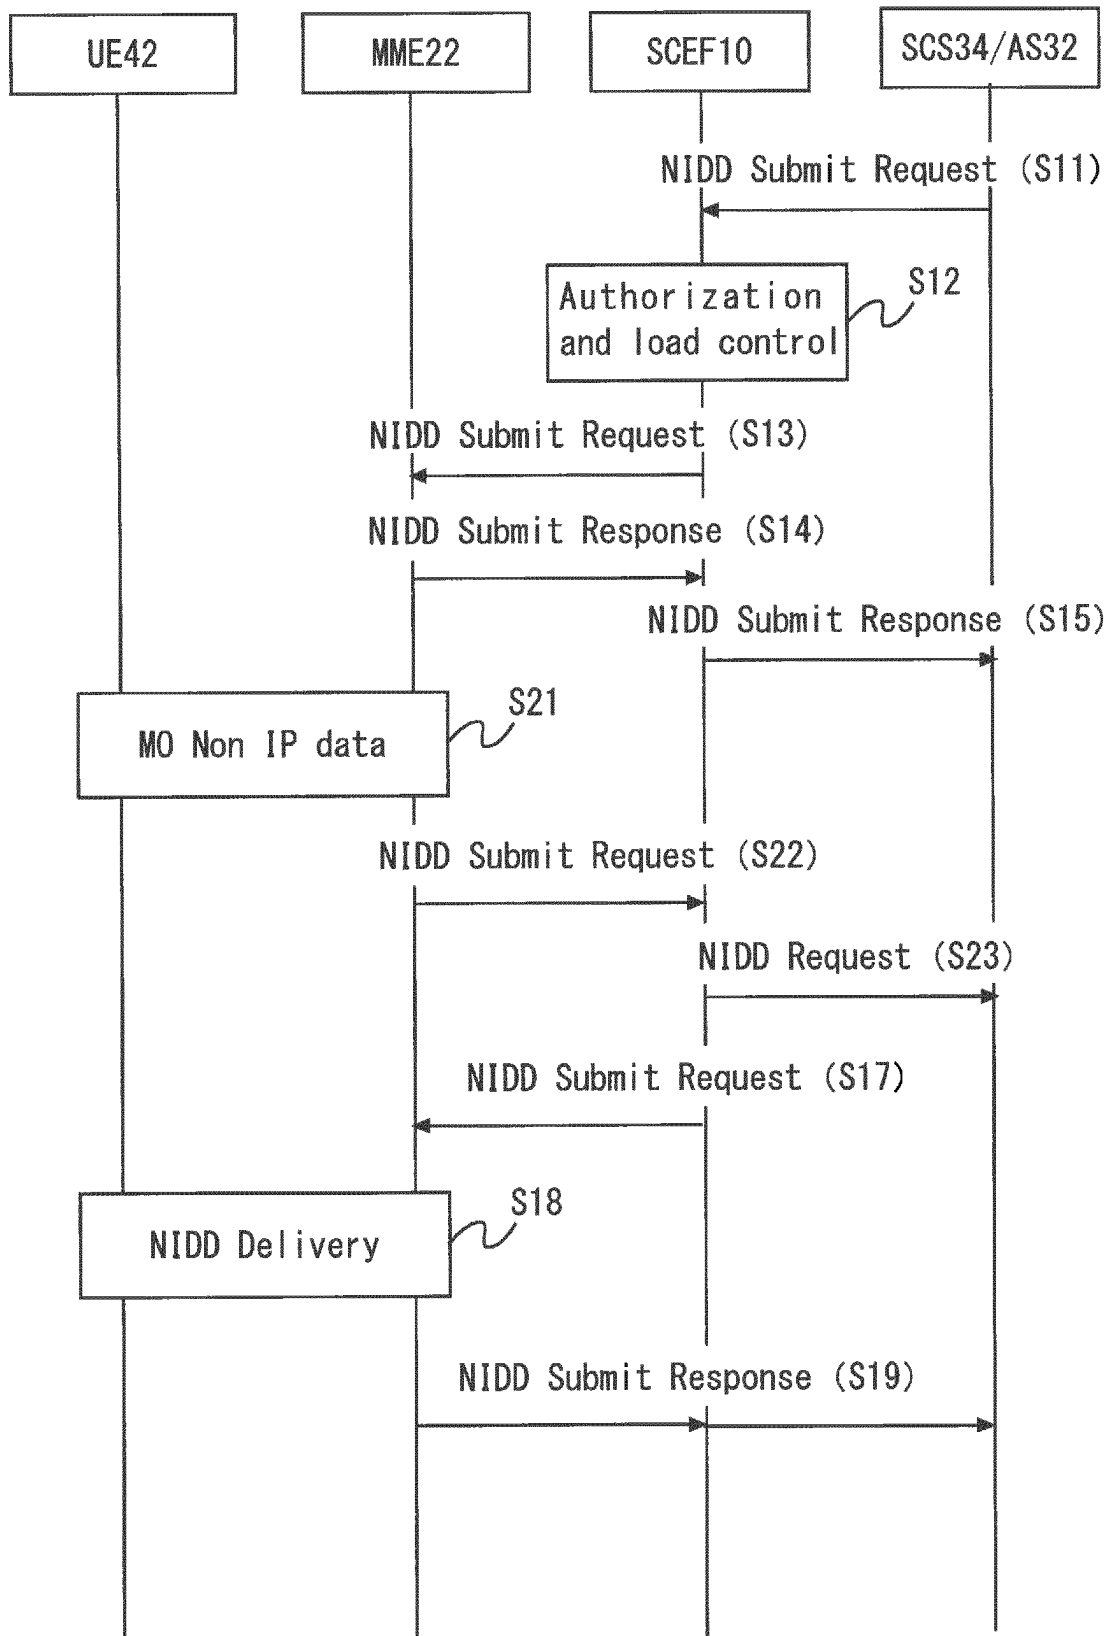 UE42
MME22
SCEF10
SCS34/AS32
NIDD Submit Request (S11)
S12
Authorization
and load control
NIDD Submit Request (S13)
NIDD Submit Response (S14)
NIDD Submit Response (S15)
S21
MO Non IP data
NIDD Submit Request (S22)
NIDD Request (S23)
NIDD Submit Request (S17)
S18
NIDD Delivery
NIDD Submit Response (S19)